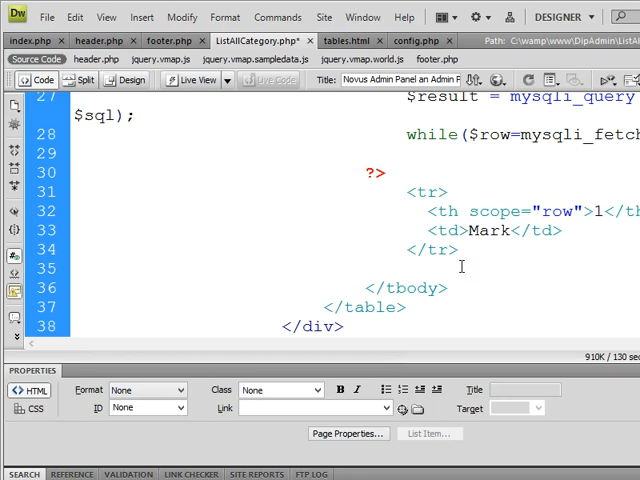 Dw File Edit View Insert Modify Format Commands Site Window Help DESIGNER
index.php × header.php × footer.php × ListAllCategory.php* × tables.html × config.php × Path: C:\wamp\www\DipAdmin\ListAllCateg
Source Code header.php jquery.vmap.js jquery.vmap.sampledata.js jquery.vmap.world.js footer.php
Code Split Design Live View Live Code Title: Novus Admin Panel an Admin P
27 $result = mysqli_query
$sql);
28 while($row=mysqli_fetch
29
30 ?>
31 <tr>
32 <th scope="row">1</th
33 <td>Mark</td>
34 </tr>
35
36 </tbody>
37 </table>
38 </div>
910K / 130 sec
PROPERTIES
<> HTML Format None Class None B I Title
CSS ID None Link Target
Page Properties... List Item...
SEARCH REFERENCE VALIDATION LINK CHECKER SITE REPORTS FTP LOG